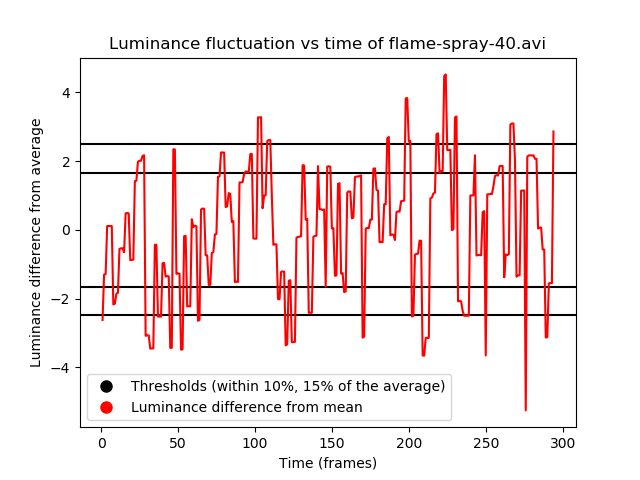 Luminance fluctuation vs time of flame-spray-40.avi
Luminance difference from average
4
2
0
−2
−4
Thresholds (within 10%, 15% of the average)
Luminance difference from mean
0 50 100 150 200 250 300
Time (frames)